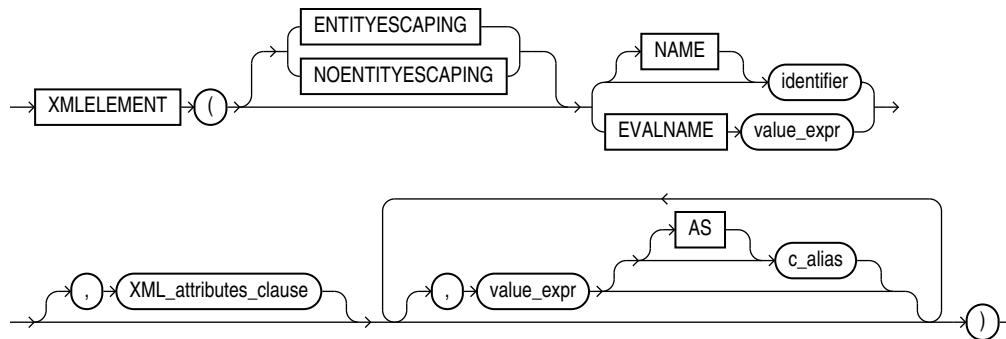 ENTITYESCAPING
NOENTITYESCAPING
NAME
XMLELEMENT ( identifier
EVALNAME value_expr
AS
, XML_attributes_clause , value_expr c_alias
)